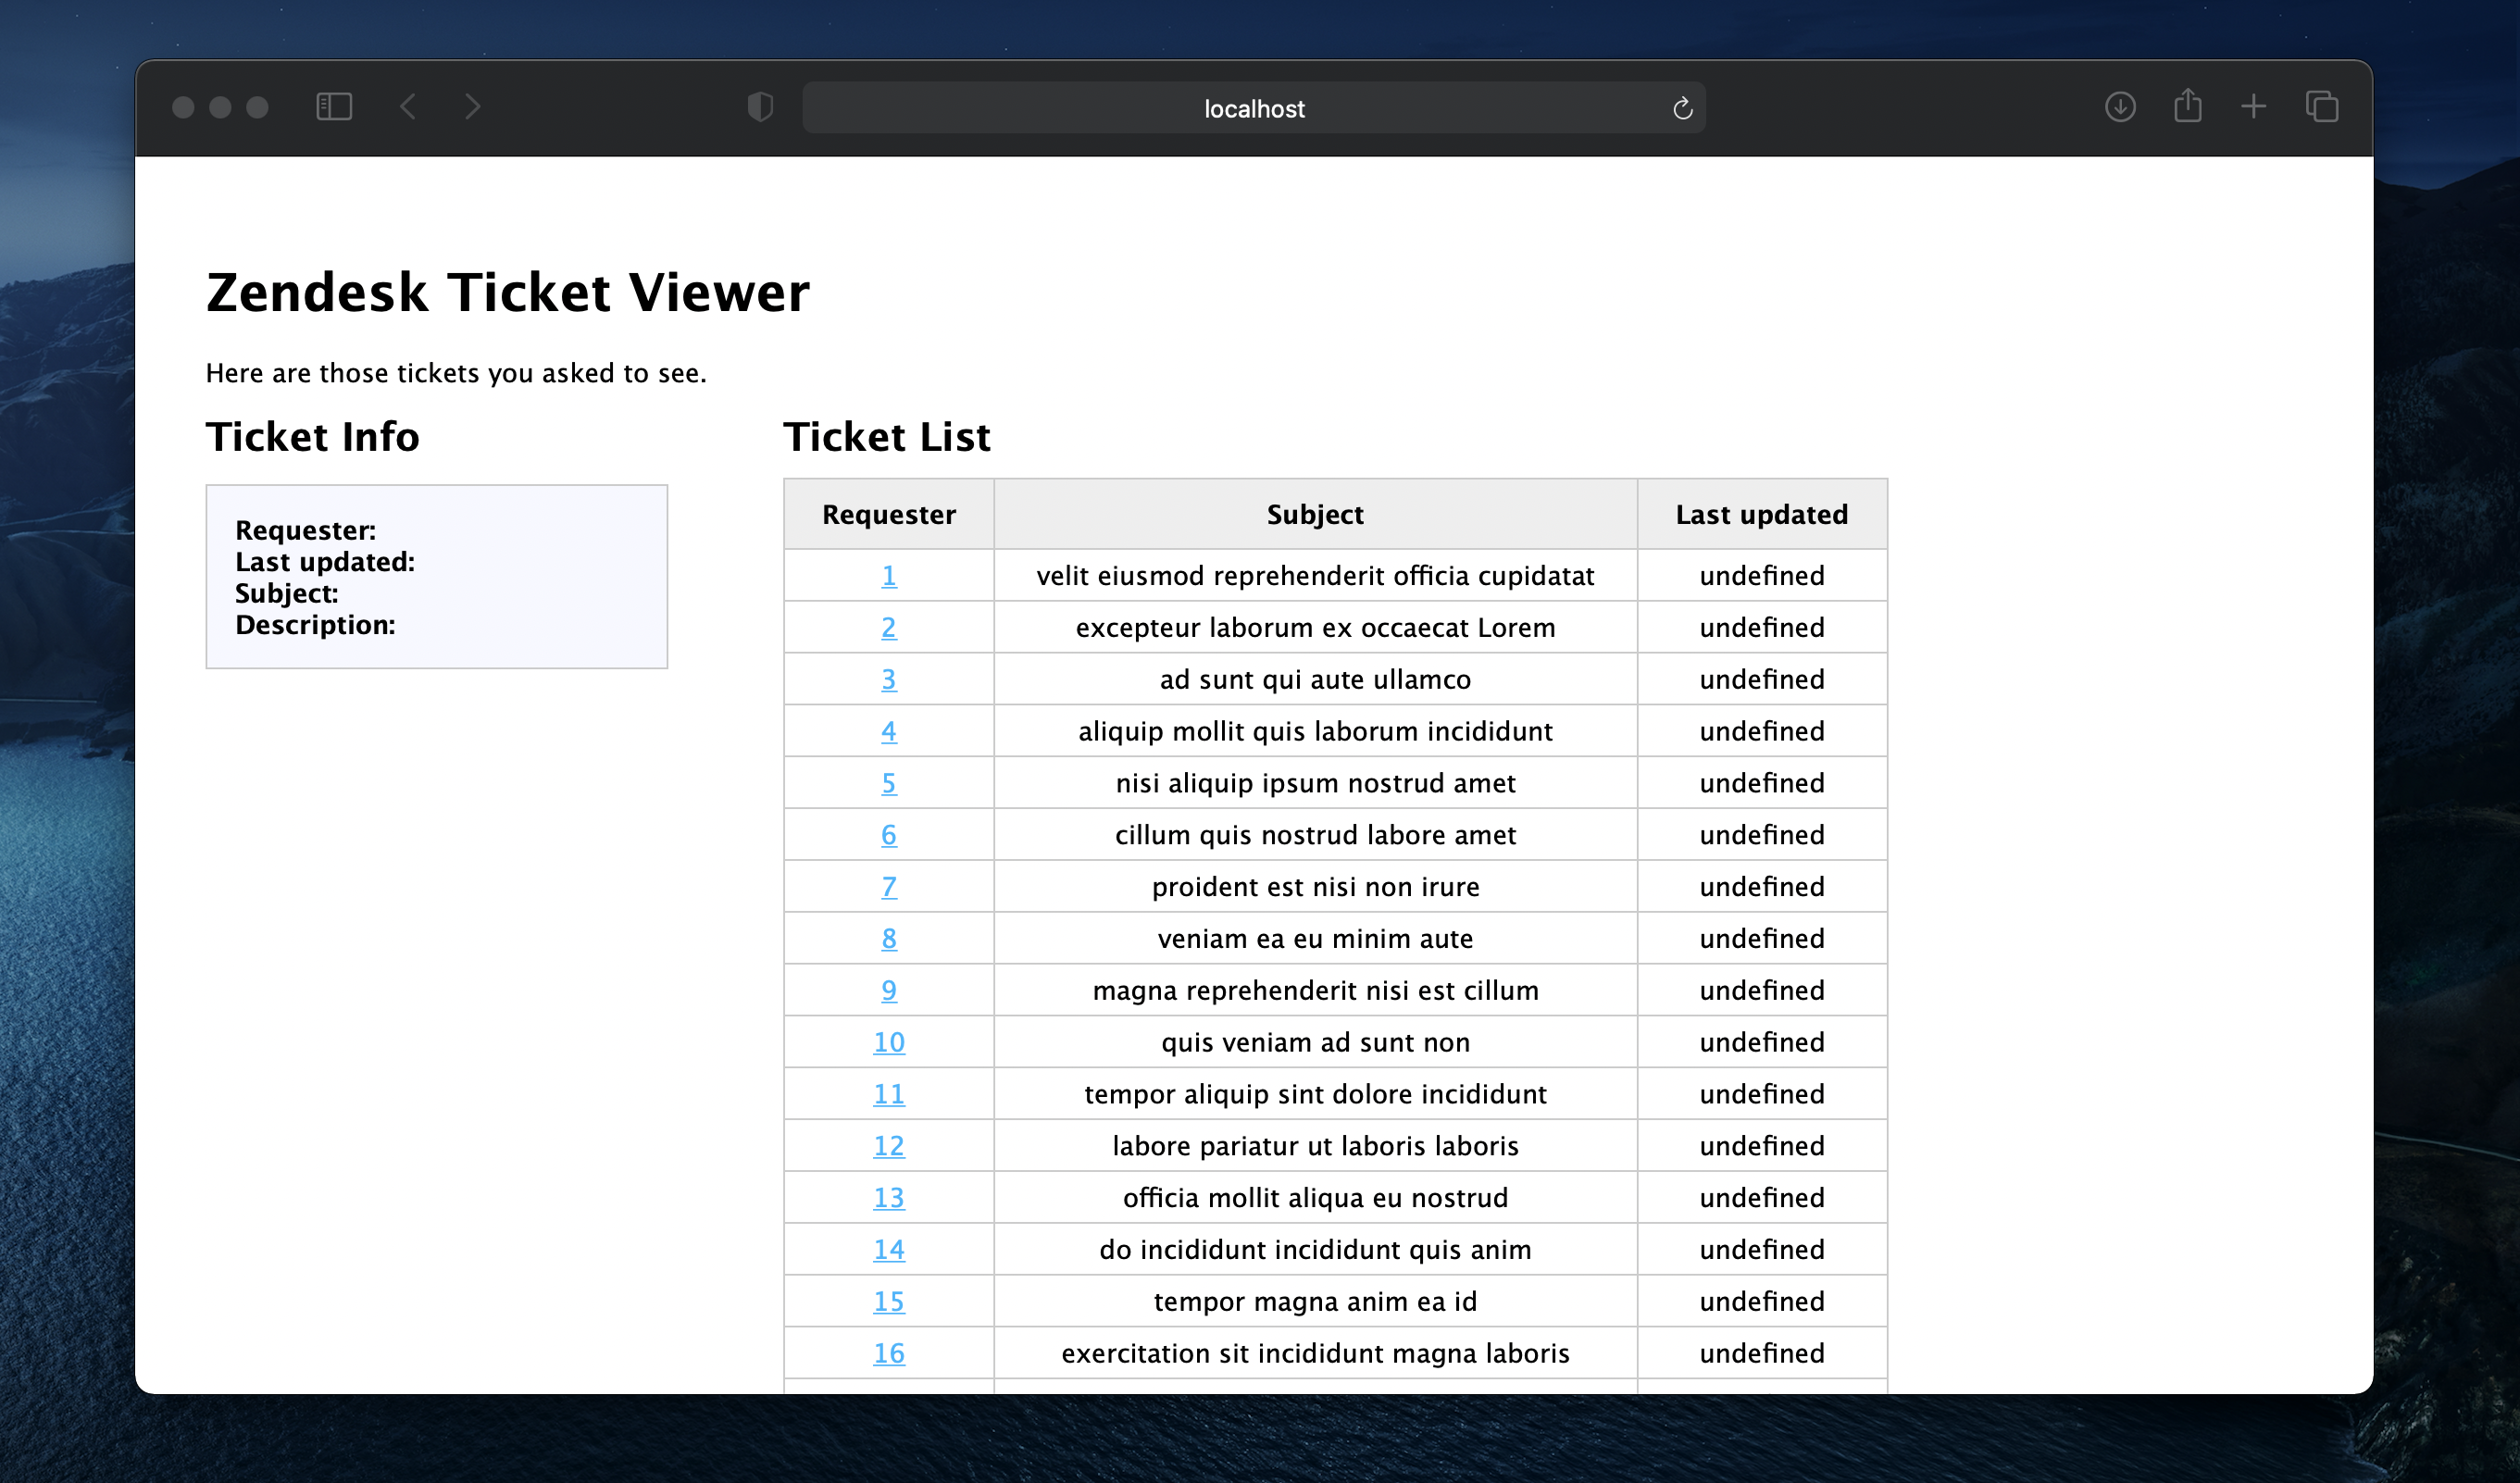 localhost
Zendesk Ticket Viewer
Here are those tickets you asked to see.
Ticket Info
Requester:
Last updated:
Subject:
Description:
Ticket List
Requester Subject Last updated
1 velit eiusmod reprehenderit officia cupidatat undefined
2 excepteur laborum ex occaecat Lorem undefined
3 ad sunt qui aute ullamco undefined
4 aliquip mollit quis laborum incididunt undefined
5 nisi aliquip ipsum nostrud amet undefined
6 cillum quis nostrud labore amet undefined
7 proident est nisi non irure undefined
8 veniam ea eu minim aute undefined
9 magna reprehenderit nisi est cillum undefined
10 quis veniam ad sunt non undefined
11 tempor aliquip sint dolore incididunt undefined
12 labore pariatur ut laboris laboris undefined
13 officia mollit aliqua eu nostrud undefined
14 do incididunt incididunt quis anim undefined
15 tempor magna anim ea id undefined
16 exercitation sit incididunt magna laboris undefined